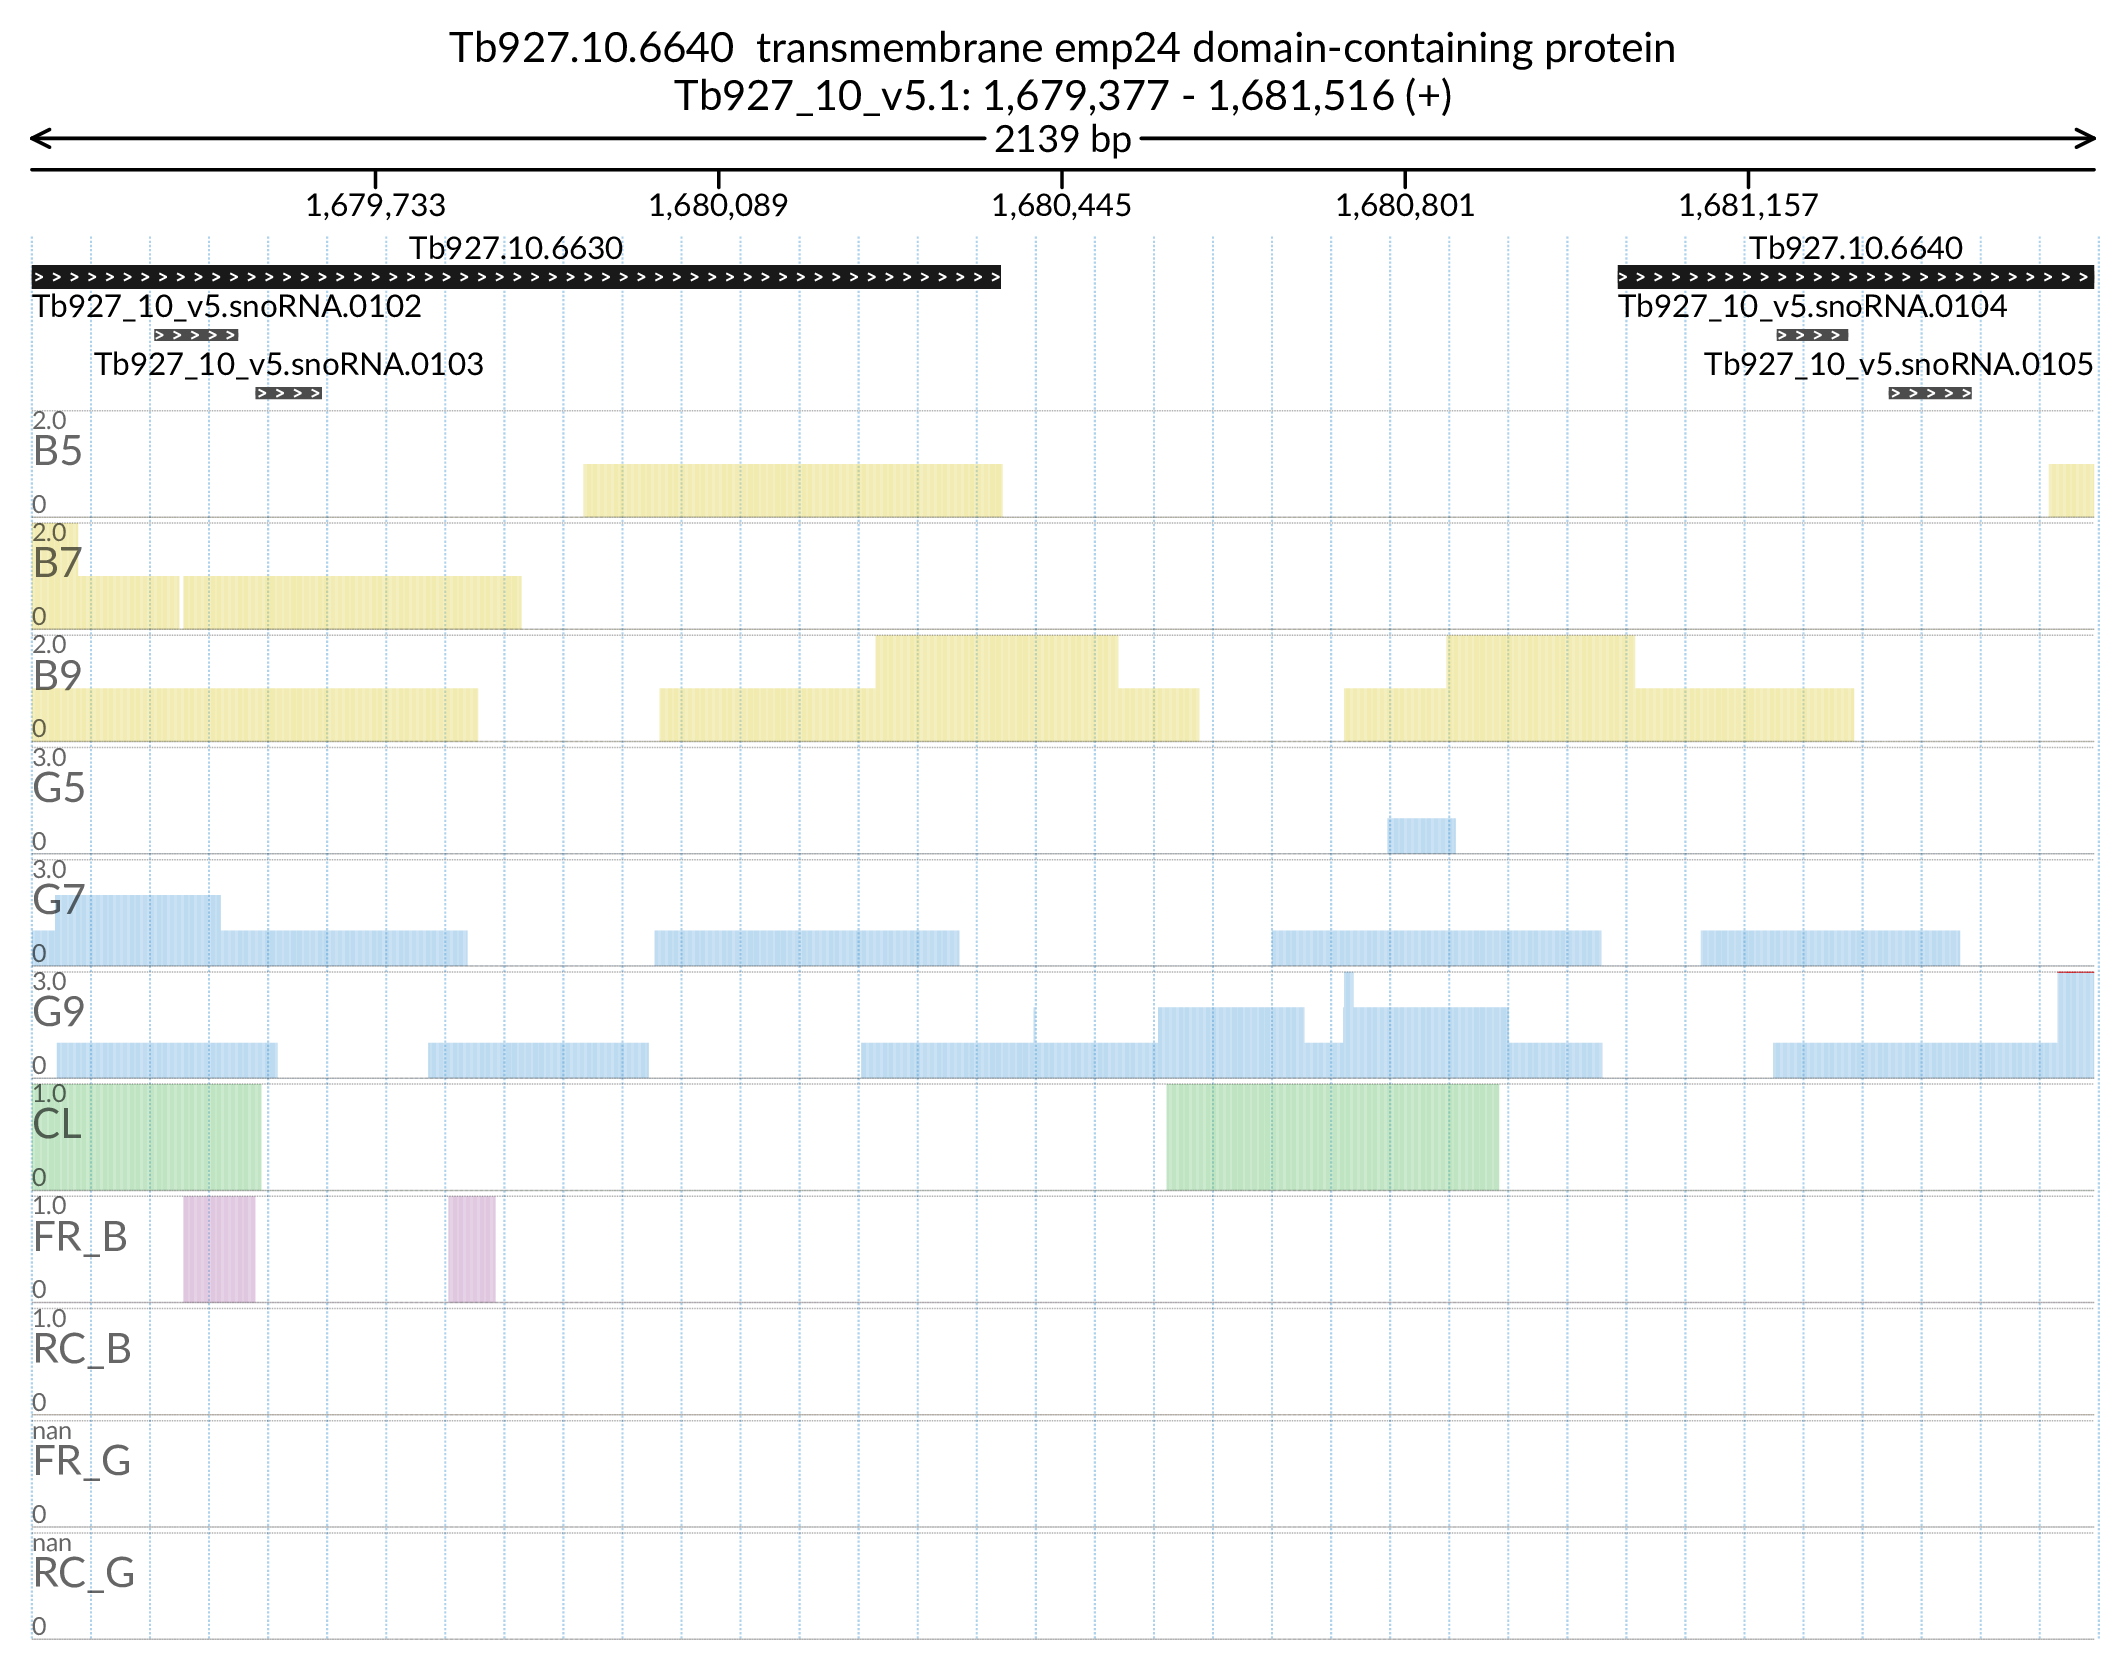 Tb927.10.6640  transmembrane emp24 domain-containing protein
Tb927_10_v5.1: 1,679,377 - 1,681,516 (+)
2139 bp
1,679,733 1,680,089 1,680,445 1,680,801 1,681,157
Tb927.10.6630 Tb927.10.6640
Tb927_10_v5.snoRNA.0102 Tb927_10_v5.snoRNA.0104
Tb927_10_v5.snoRNA.0103 Tb927_10_v5.snoRNA.0105
2.0
B5
0
2.0
B7
0
2.0
B9
0
3.0
G5
0
3.0
G7
0
3.0
G9
0
1.0
CL
0
1.0
FR_B
0
1.0
RC_B
0
nan
FR_G
0
nan
RC_G
0